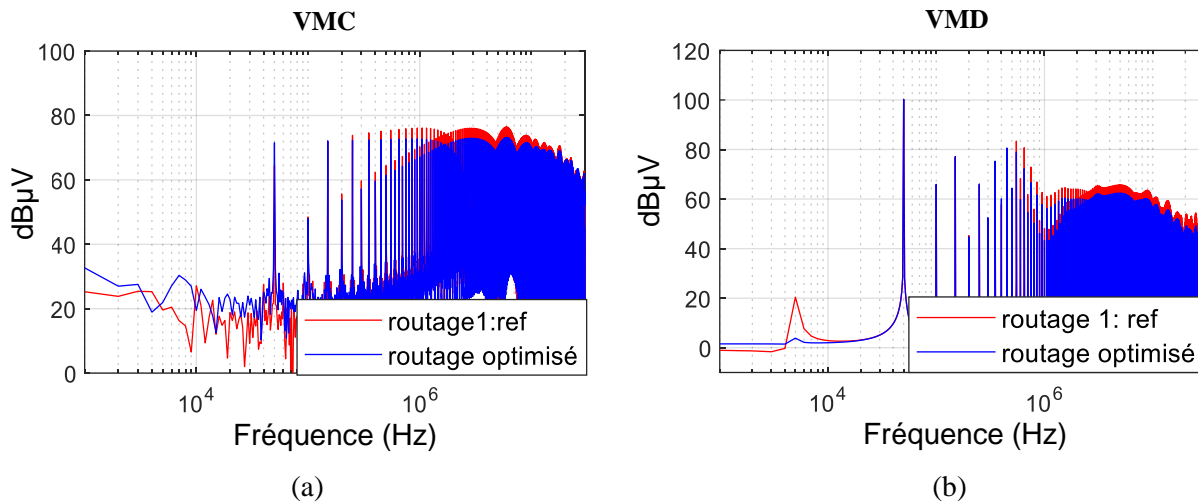 VMC
100
80
60
40
20
0
dBµV
10^4
10^6
Fréquence (Hz)
routage1:ref
routage optimisé
(a)
VMD
120
100
80
60
40
20
0
dBµV
10^4
10^6
Fréquence (Hz)
routage 1: ref
routage optimisé
(b)